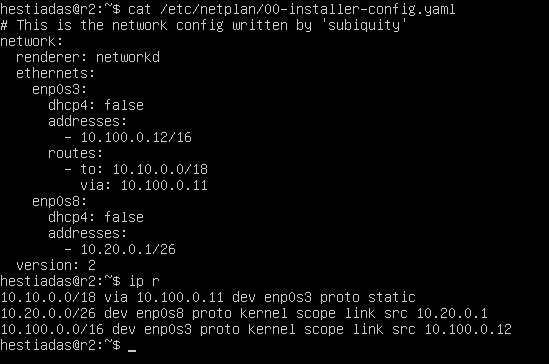 hestiadas@r2:~$ cat /etc/netplan/00-installer-config.yaml
# This is the network config written by 'subiquity'
network:
  renderer: networkd
  ethernets:
    enp0s3:
      dhcp4: false
      addresses:
        - 10.100.0.12/16
      routes:
        - to: 10.10.0.0/18
          via: 10.100.0.11
    enp0s8:
      dhcp4: false
      addresses:
        - 10.20.0.1/26
  version: 2
hestiadas@r2:~$ ip r
10.10.0.0/18 via 10.100.0.11 dev enp0s3 proto static
10.20.0.0/26 dev enp0s8 proto kernel scope link src 10.20.0.1
10.100.0.0/16 dev enp0s3 proto kernel scope link src 10.100.0.12
hestiadas@r2:~$ _